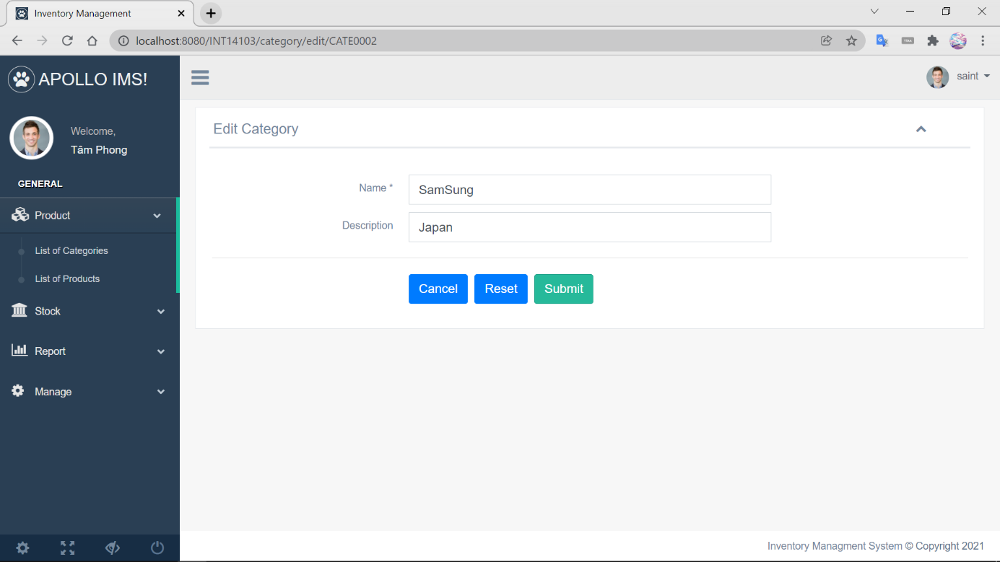 Inventory Management
localhost:8080/INT14103/category/edit/CATE0002
APOLLO IMS!
saint
Welcome,
Tâm Phong
GENERAL
Product
List of Categories
List of Products
Stock
Report
Manage
Edit Category
Name *
SamSung
Description
Japan
Cancel Reset Submit
Inventory Managment System © Copyright 2021